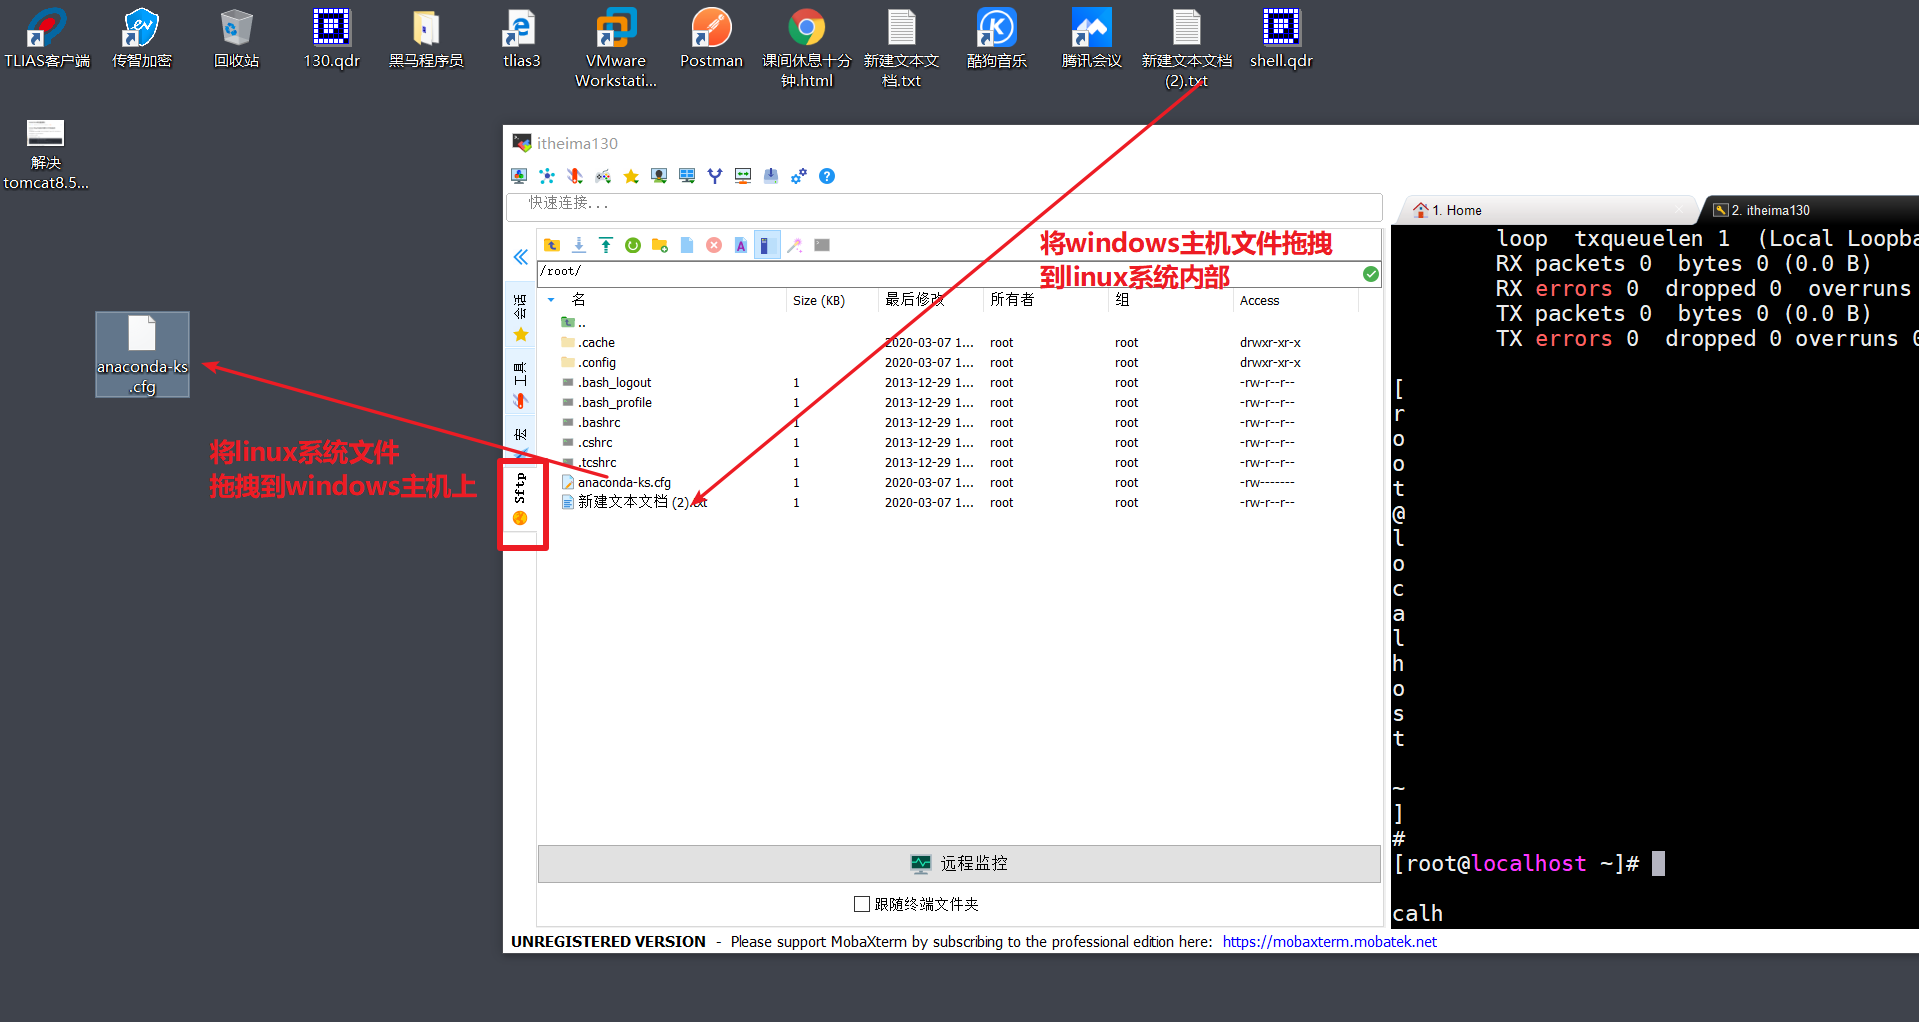 TLIAS客户端
传智加密
回收站
130.qdr
黑马程序员
tlias3
VMware
Workstati...
Postman
课间休息十分
钟.html
新建文本文
档.txt
酷狗音乐
腾讯会议
新建文本文档
(2).txt
shell.qdr
解决
tomcat8.5...
itheima130
快速连接...
1. Home
2. itheima130
将windows主机文件拖拽
到linux系统内部
/root/
名 Size (KB) 最后修改 所有者 组 Access
..
.cache 2020-03-07 1... root root drwxr-xr-x
.config 2020-03-07 1... root root drwxr-xr-x
.bash_logout 1 2013-12-29 1... root root -rw-r--r--
.bash_profile 1 2013-12-29 1... root root -rw-r--r--
.bashrc 1 2013-12-29 1... root root -rw-r--r--
.cshrc 1 2013-12-29 1... root root -rw-r--r--
.tcshrc 1 2013-12-29 1... root root -rw-r--r--
anaconda-ks.cfg 1 2020-03-07 1... root root -rw-------
新建文本文档 (2).txt 1 2020-03-07 1... root root -rw-r--r--
会话
工具
宏
Sftp
anaconda-ks
.cfg
将linux系统文件
拖拽到windows主机上
loop txqueuelen 1 (Local Loopba
RX packets 0 bytes 0 (0.0 B)
RX errors 0 dropped 0 overruns
TX packets 0 bytes 0 (0.0 B)
TX errors 0 dropped 0 overruns 0
[
r
o
o
t
@
l
o
c
a
l
h
o
s
t
~
]
#
[root@localhost ~]#
calh
远程监控
跟随终端文件夹
UNREGISTERED VERSION - Please support MobaXterm by subscribing to the professional edition here: https://mobaxterm.mobatek.net